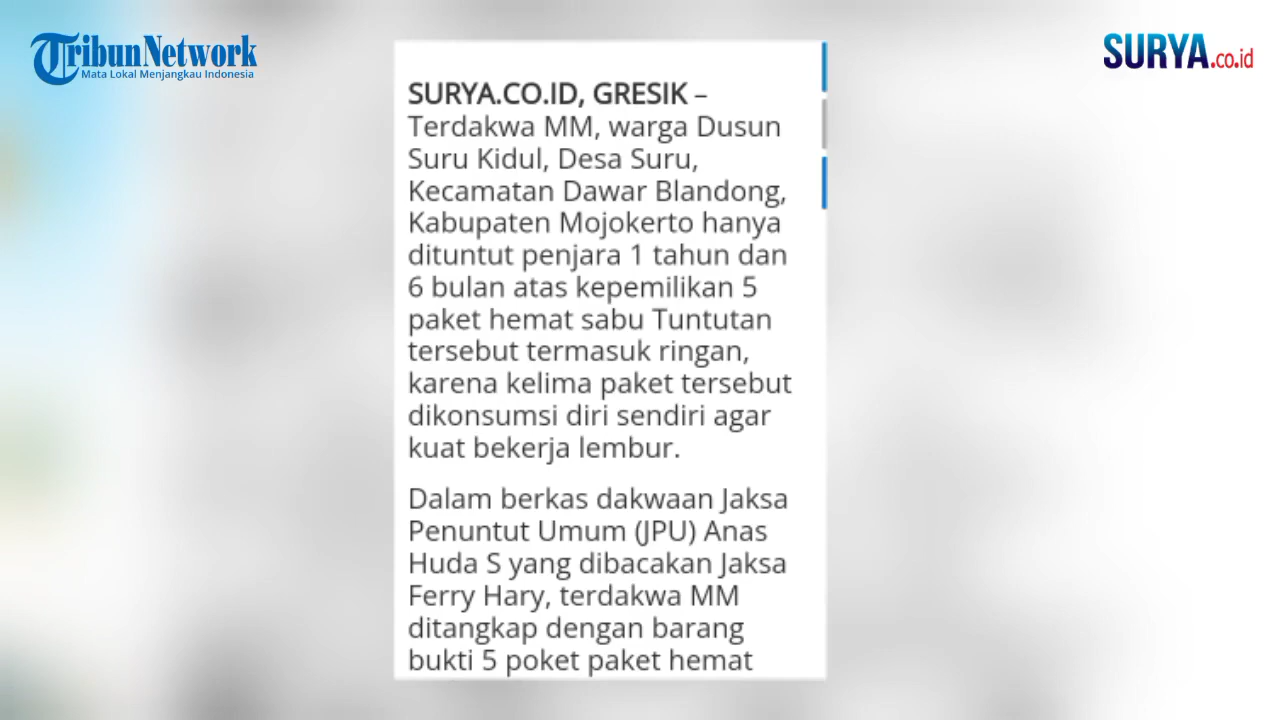 TribunNetwork
Mata Lokal Menjangkau Indonesia
SURYA.co.id
SURYA.CO.ID, GRESIK –
Terdakwa MM, warga Dusun
Suru Kidul, Desa Suru,
Kecamatan Dawar Blandong,
Kabupaten Mojokerto hanya
dituntut penjara 1 tahun dan
6 bulan atas kepemilikan 5
paket hemat sabu Tuntutan
tersebut termasuk ringan,
karena kelima paket tersebut
dikonsumsi diri sendiri agar
kuat bekerja lembur.
Dalam berkas dakwaan Jaksa
Penuntut Umum (JPU) Anas
Huda S yang dibacakan Jaksa
Ferry Hary, terdakwa MM
ditangkap dengan barang
bukti 5 poket paket hemat